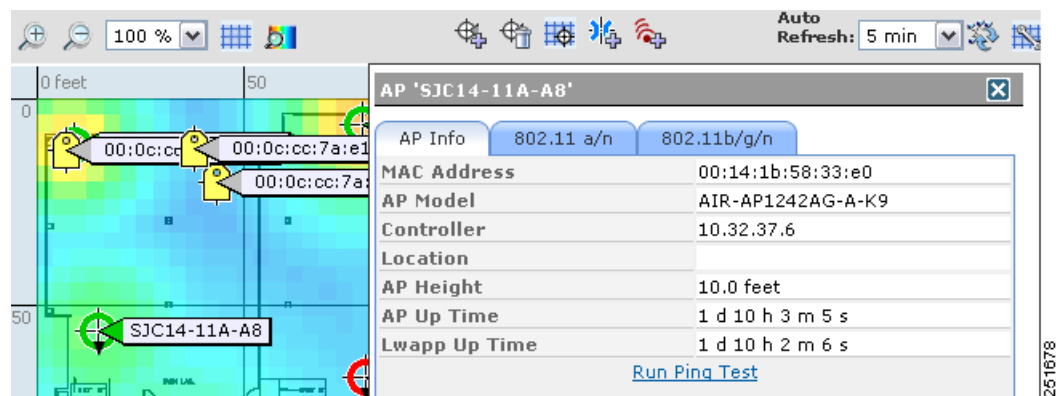 100 %
Auto
Refresh: 5 min
0 feet 50
0
50
00:0c:cc
00:0c:cc:7a:e1
00:0c:cc:7a:
SJC14-11A-A8
AP 'SJC14-11A-A8'
AP Info 802.11 a/n 802.11b/g/n
MAC Address 00:14:1b:58:33:e0
AP Model AIR-AP1242AG-A-K9
Controller 10.32.37.6
Location
AP Height 10.0 feet
AP Up Time 1 d 10 h 3 m 5 s
Lwapp Up Time 1 d 10 h 2 m 6 s
Run Ping Test
251678